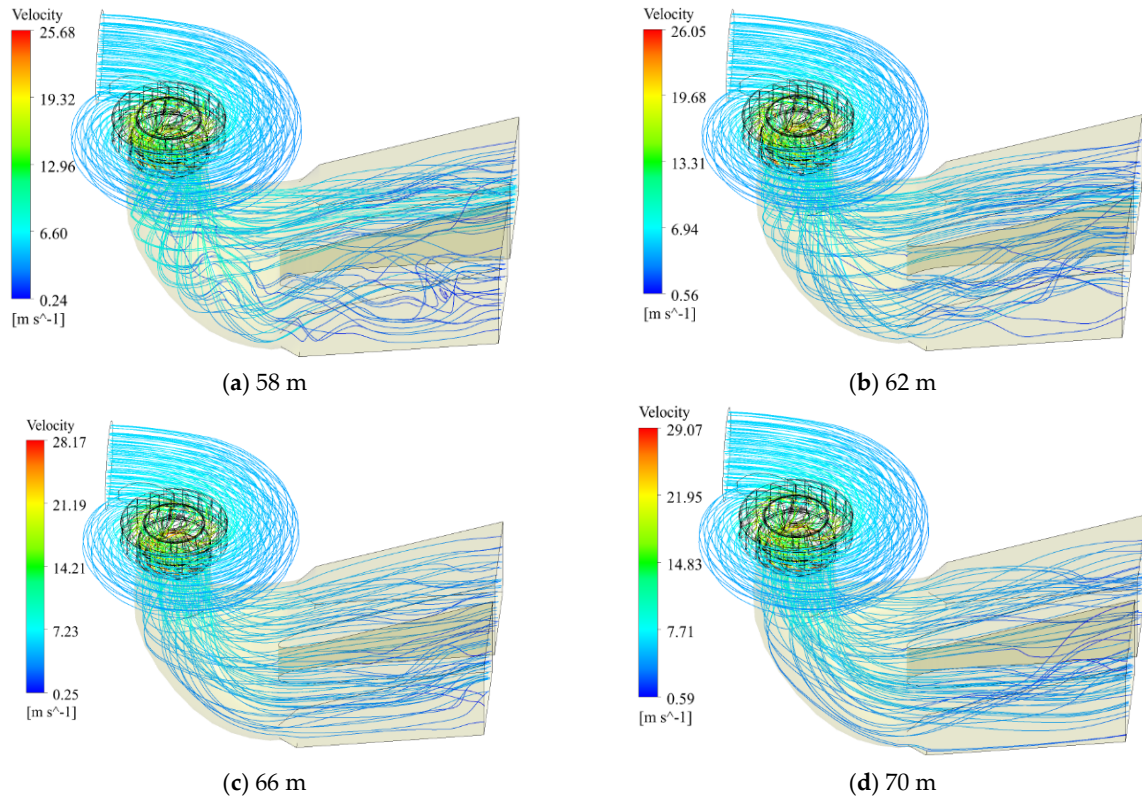 Velocity
25.68
19.32
12.96
6.60
0.24
[m s^-1]
(a) 58 m
Velocity
26.05
19.68
13.31
6.94
0.56
[m s^-1]
(b) 62 m
Velocity
28.17
21.19
14.21
7.23
0.25
[m s^-1]
(c) 66 m
Velocity
29.07
21.95
14.83
7.71
0.59
[m s^-1]
(d) 70 m